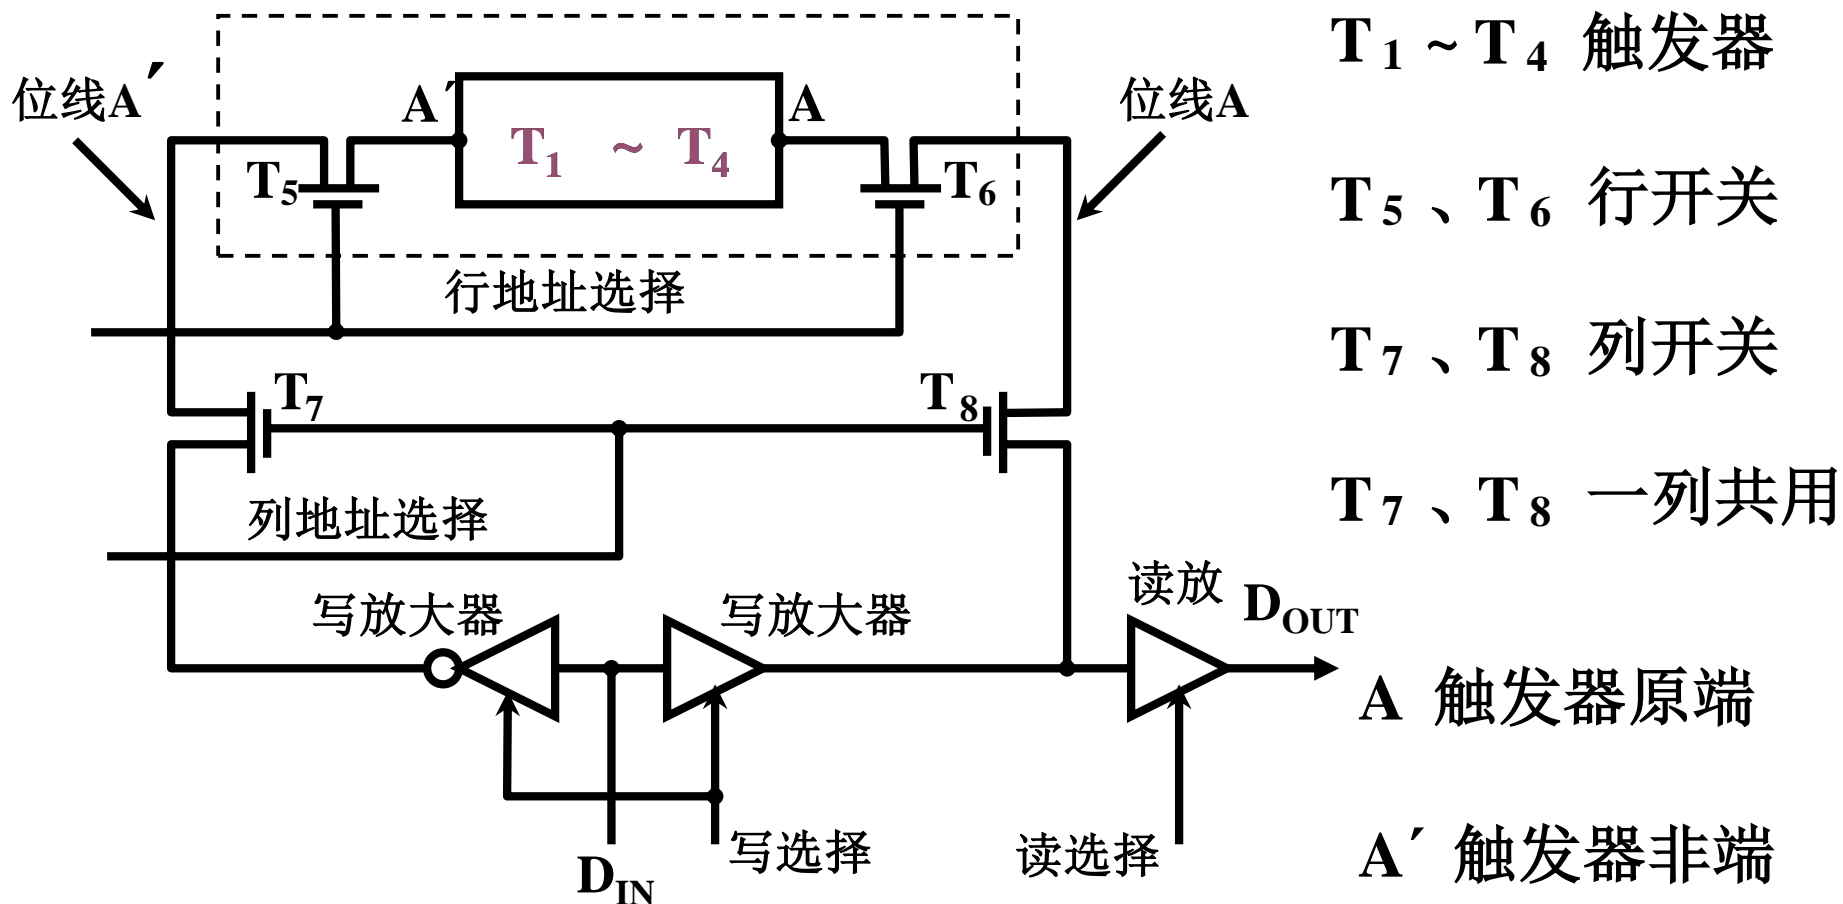 T1 ~ T4 触发器
位线A′
A′
A
位线A
T1 ~ T4
T5
T6
T5 、T6 行开关
行地址选择
T7 、T8 列开关
T7
T8
列地址选择
T7 、T8 一列共用
写放大器
写放大器
读放
DOUT
A 触发器原端
写选择
读选择
DIN
A′ 触发器非端